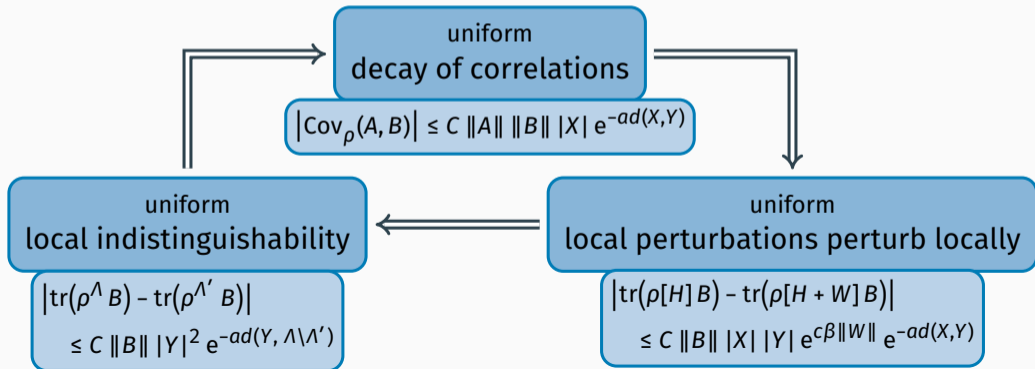 uniform
decay of correlations
|Cov_ρ(A, B)| ≤ C ‖A‖ ‖B‖ |X| e^{−ad(X,Y)}
uniform
local indistinguishability
|tr(ρ^Λ B) − tr(ρ^{Λ′} B)|
≤ C ‖B‖ |Y|² e^{−ad(Y, Λ\Λ′)}
uniform
local perturbations perturb locally
|tr(ρ[H] B) − tr(ρ[H + W] B)|
≤ C ‖B‖ |X| |Y| e^{cβ‖W‖} e^{−ad(X,Y)}